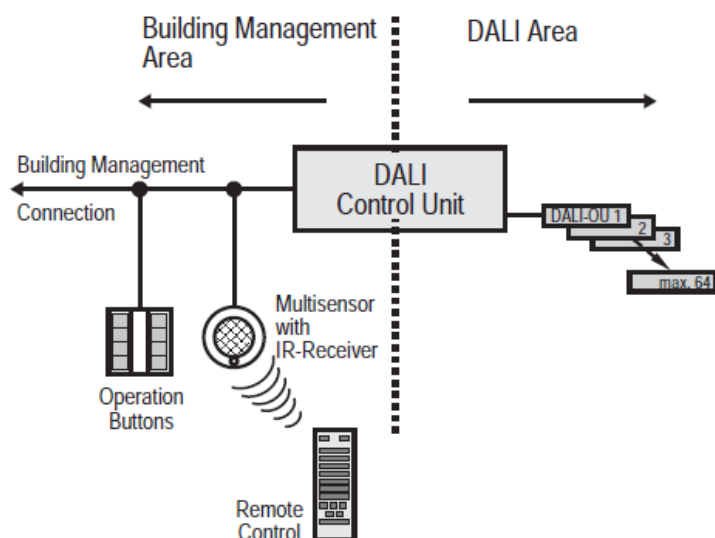 Building Management
Area
DALI Area
Building Management
Connection
DALI
Control Unit
DALI-OU 1
2
3
max. 64
Multisensor
with
IR-Receiver
Operation
Buttons
Remote
Control